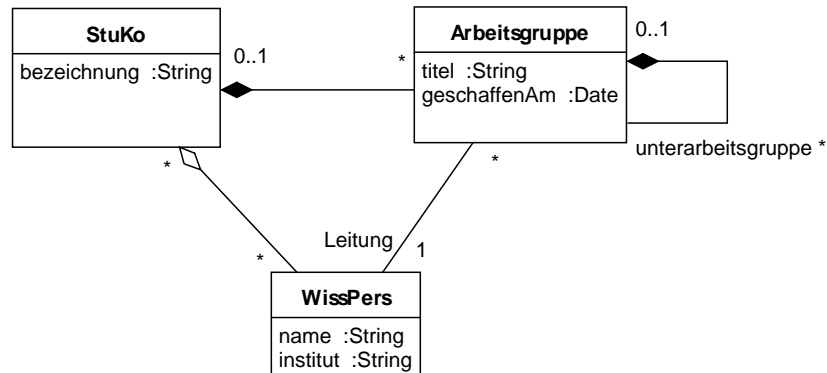 StuKo
bezeichnung :String
0..1
*
Arbeitsgruppe
titel :String
geschaffenAm :Date
0..1
unterarbeitsgruppe *
*
*
*
Leitung
1
WissPers
name :String
institut :String